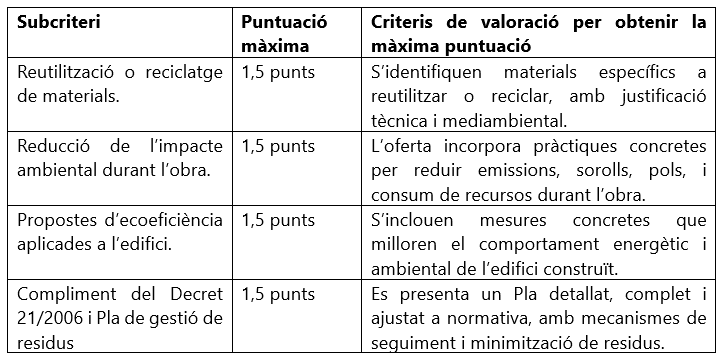 Subcriteri
Puntuació
màxima
Criteris de valoració per obtenir la
màxima puntuació
Reutilització o reciclatge
de materials.
1,5 punts
S’identifiquen materials específics a
reutilitzar o reciclar, amb justificació
tècnica i mediambiental.
Reducció de l’impacte
ambiental durant l’obra.
1,5 punts
L’oferta incorpora pràctiques concretes
per reduir emissions, sorolls, pols, i
consum de recursos durant l’obra.
Propostes d’ecoeficiència
aplicades a l’edifici.
1,5 punts
S’inclouen mesures concretes que
milloren el comportament energètic i
ambiental de l’edifici construït.
Compliment del Decret
21/2006 i Pla de gestió de
residus
1,5 punts
Es presenta un Pla detallat, complet i
ajustat a normativa, amb mecanismes de
seguiment i minimització de residus.